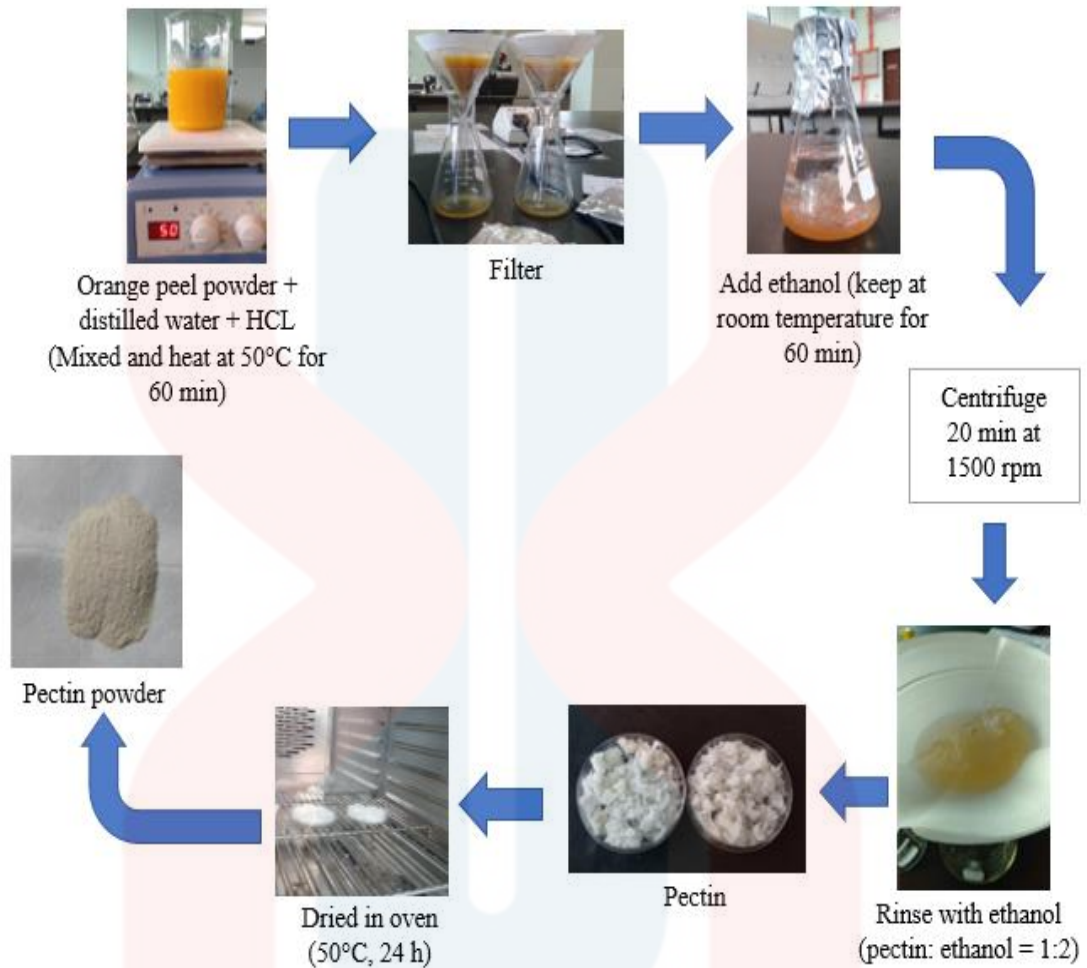 50
Orange peel powder +
distilled water + HCL
(Mixed and heat at 50°C for
60 min)
Filter
Add ethanol (keep at
room temperature for
60 min)
Centrifuge
20 min at
1500 rpm
Rinse with ethanol
(pectin: ethanol = 1:2)
Pectin
Dried in oven
(50°C, 24 h)
Pectin powder